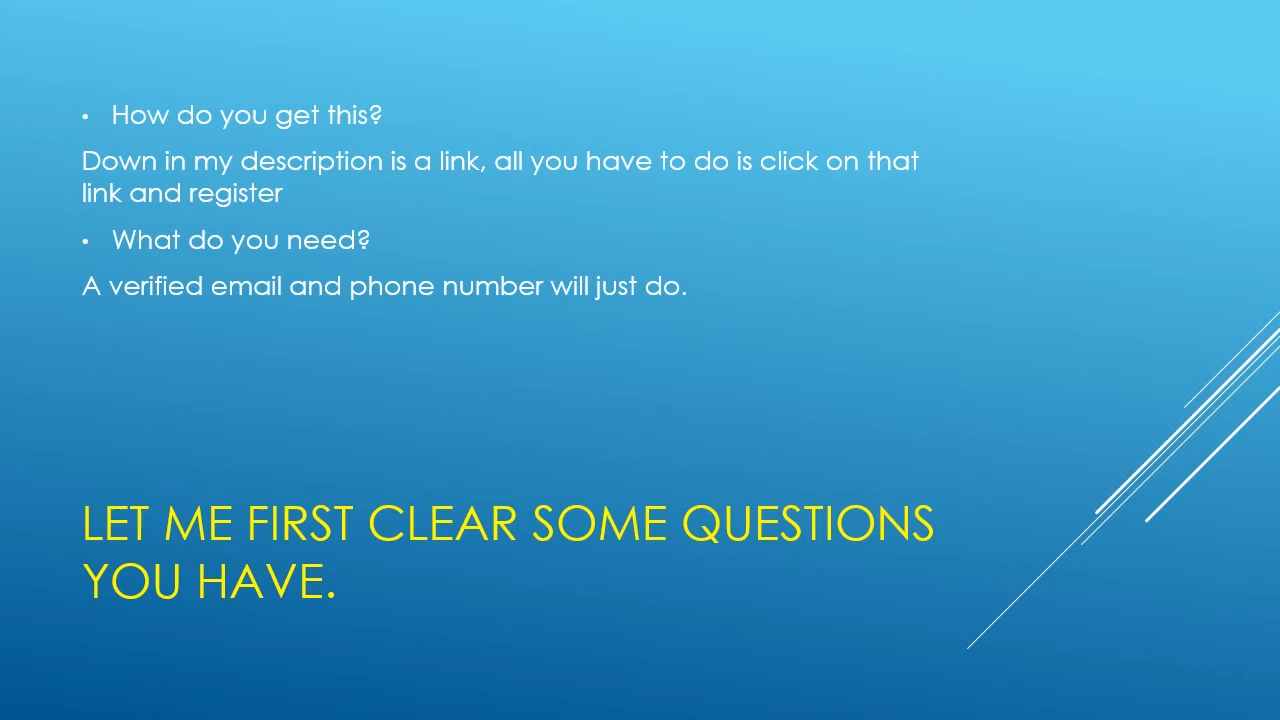 • How do you get this?
Down in my description is a link, all you have to do is click on that
link and register
• What do you need?
A verified email and phone number will just do.
LET ME FIRST CLEAR SOME QUESTIONS
YOU HAVE.